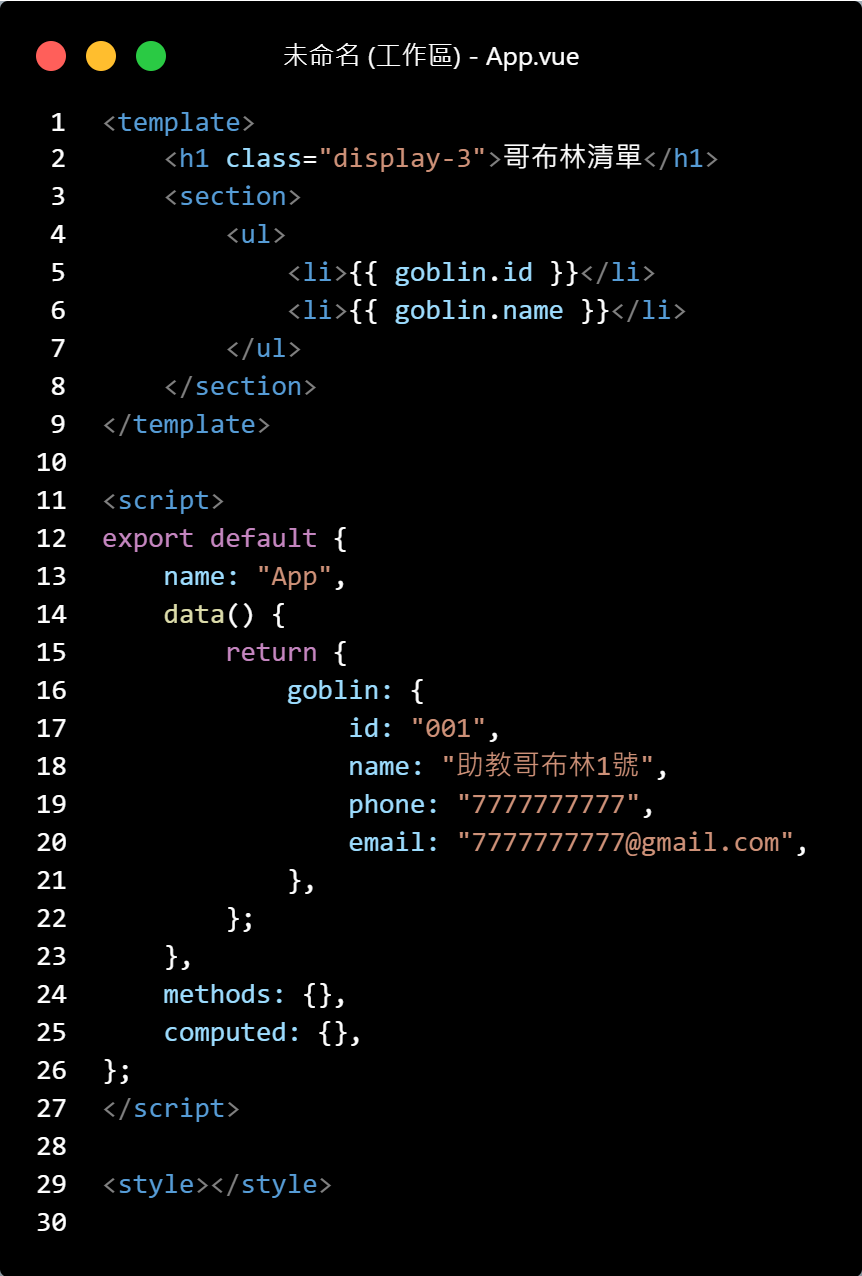 未命名 (工作區) - App.vue
1 <template>
2     <h1 class="display-3">哥布林清單</h1>
3     <section>
4         <ul>
5             <li>{{ goblin.id }}</li>
6             <li>{{ goblin.name }}</li>
7         </ul>
8     </section>
9 </template>
10
11 <script>
12 export default {
13     name: "App",
14     data() {
15         return {
16             goblin: {
17                 id: "001",
18                 name: "助教哥布林1號",
19                 phone: "7777777777",
20                 email: "7777777777@gmail.com",
21             },
22         };
23     },
24     methods: {},
25     computed: {},
26 };
27 </script>
28
29 <style></style>
30